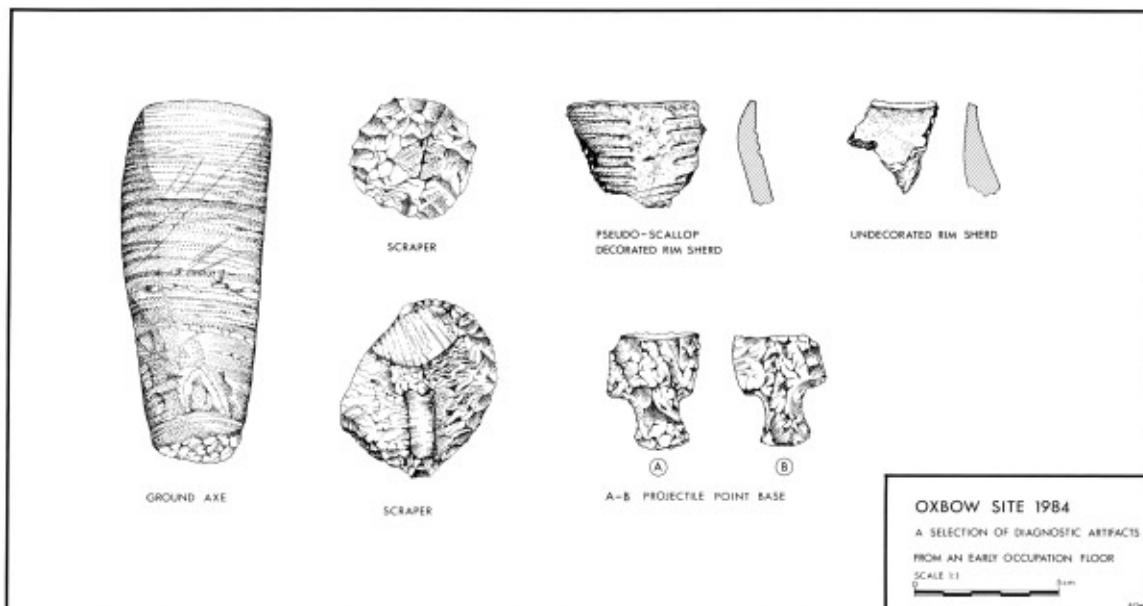 SCRAPER
PSEUDO-SCALLOP
DECORATED RIM SHERD
UNDECORATED RIM SHERD
GROUND AXE
SCRAPER
A B
A-B PROJECTILE POINT BASE
OXBOW SITE 1984
A SELECTION OF DIAGNOSTIC ARTIFACTS
FROM AN EARLY OCCUPATION FLOOR
SCALE 1:1
0 5cm